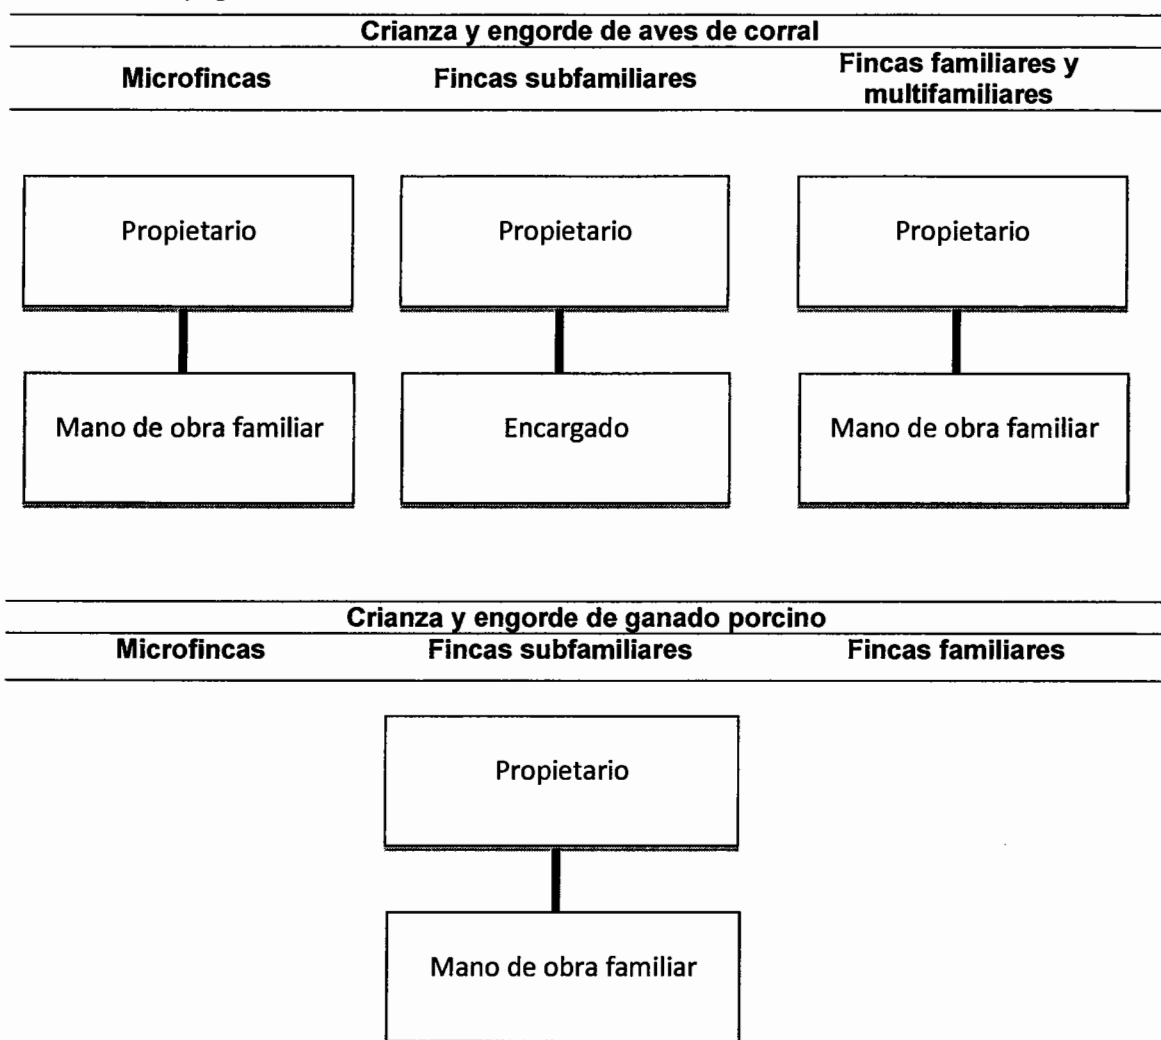 Crianza y engorde de aves de corral
Microfincas Fincas subfamiliares Fincas familiares y multifamiliares
Propietario Propietario Propietario
Mano de obra familiar Encargado Mano de obra familiar
Crianza y engorde de ganado porcino
Microfincas Fincas subfamiliares Fincas familiares
Propietario
Mano de obra familiar